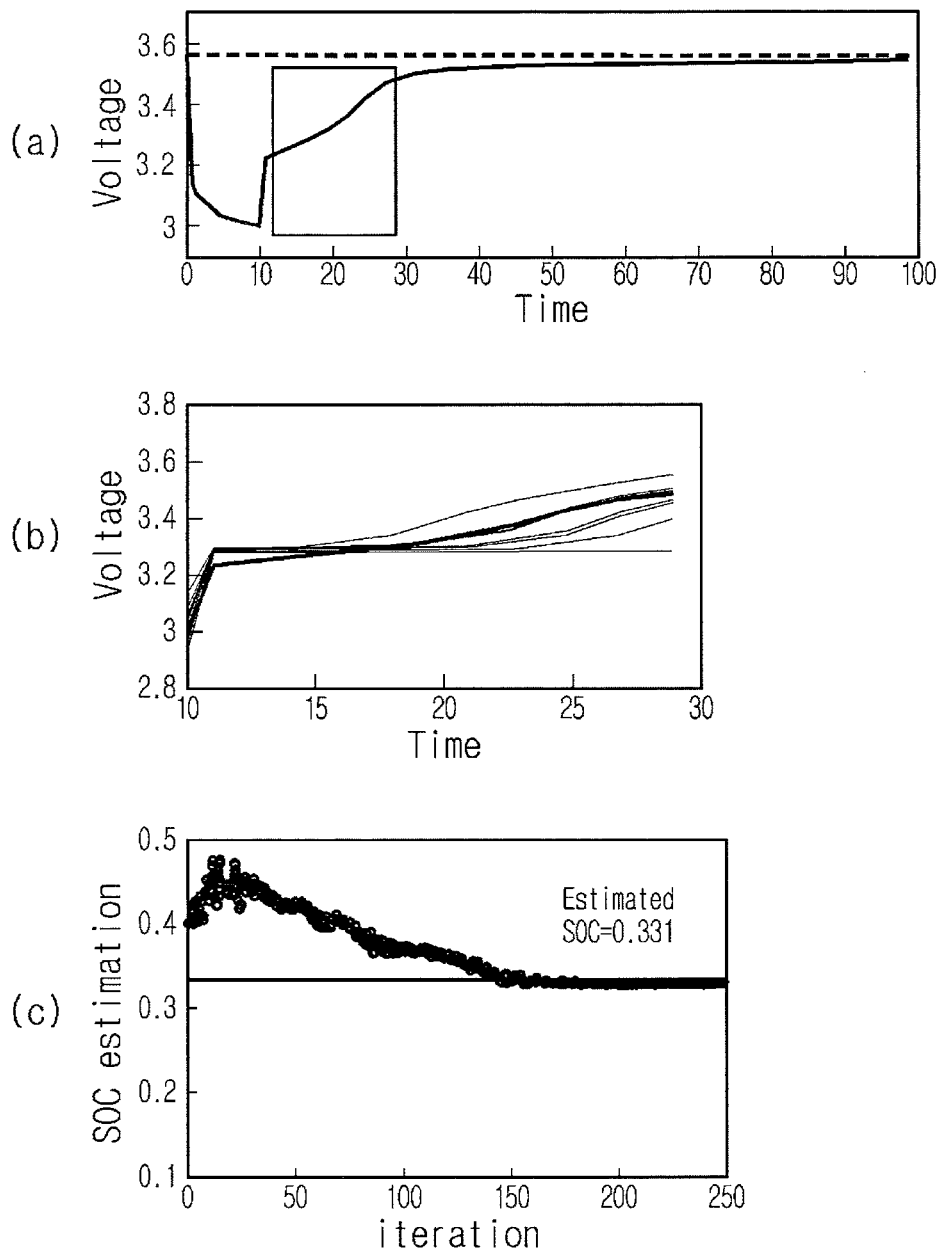 (a)
Voltage
3.6
3.4
3.2
3
0 10 20 30 40 50 60 70 80 90 100
Time
(b)
Voltage
3.8
3.6
3.4
3.2
3
2.8
10 15 20 25 30
Time
(c)
SOC estimation
0.5
0.4
0.3
0.2
0.1
Estimated
SOC=0.331
0 50 100 150 200 250
iteration